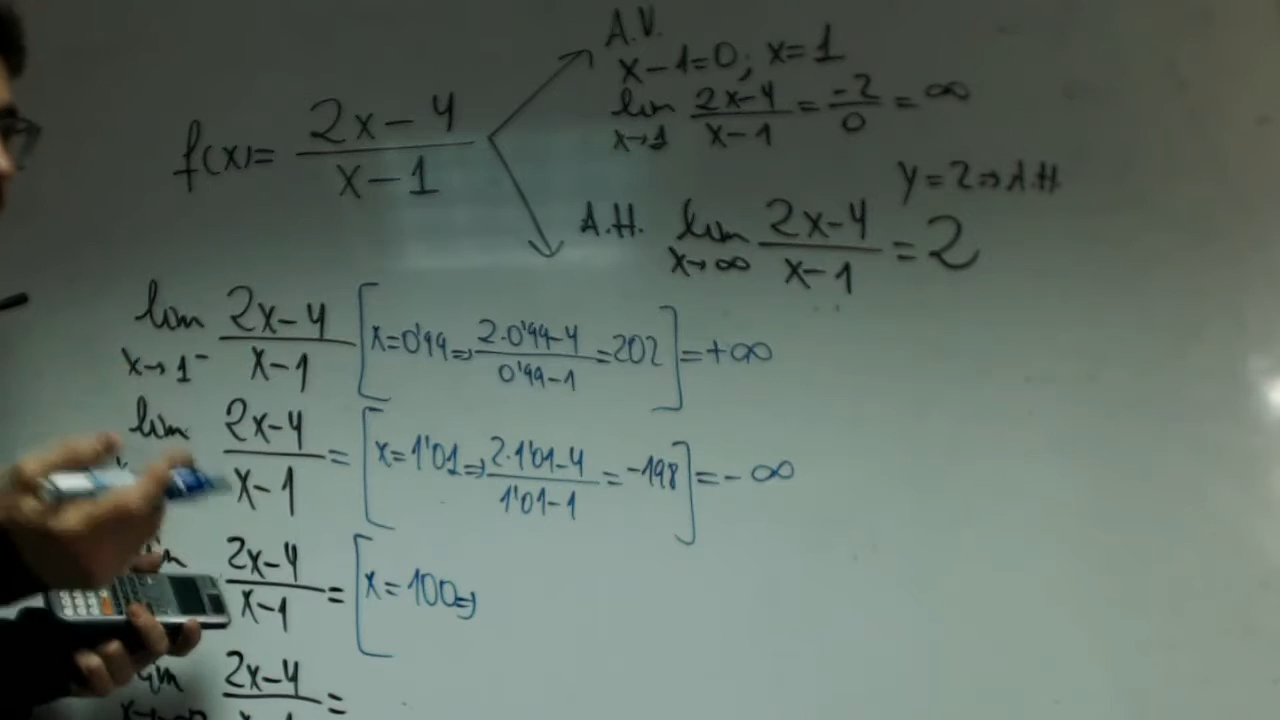 A.V.
x-1=0; x=1
lim x→1 (2x-4)/(x-1) = -2/0 = ∞
f(x)= (2x-4)/(x-1)
y=2⇒A.H
A.H. lim x→∞ (2x-4)/(x-1) = 2
lim x→1⁻ (2x-4)/(x-1) [x=0'99⇒ (2·0'99-4)/(0'99-1) =202] =+∞
lim (2x-4)/(x-1) = [x=1'01⇒ (2·1'01-4)/(1'01-1) = -198] =-∞
(2x-4)/(x-1) = [x=100⇒
lim (2x-4)/(x-1) =